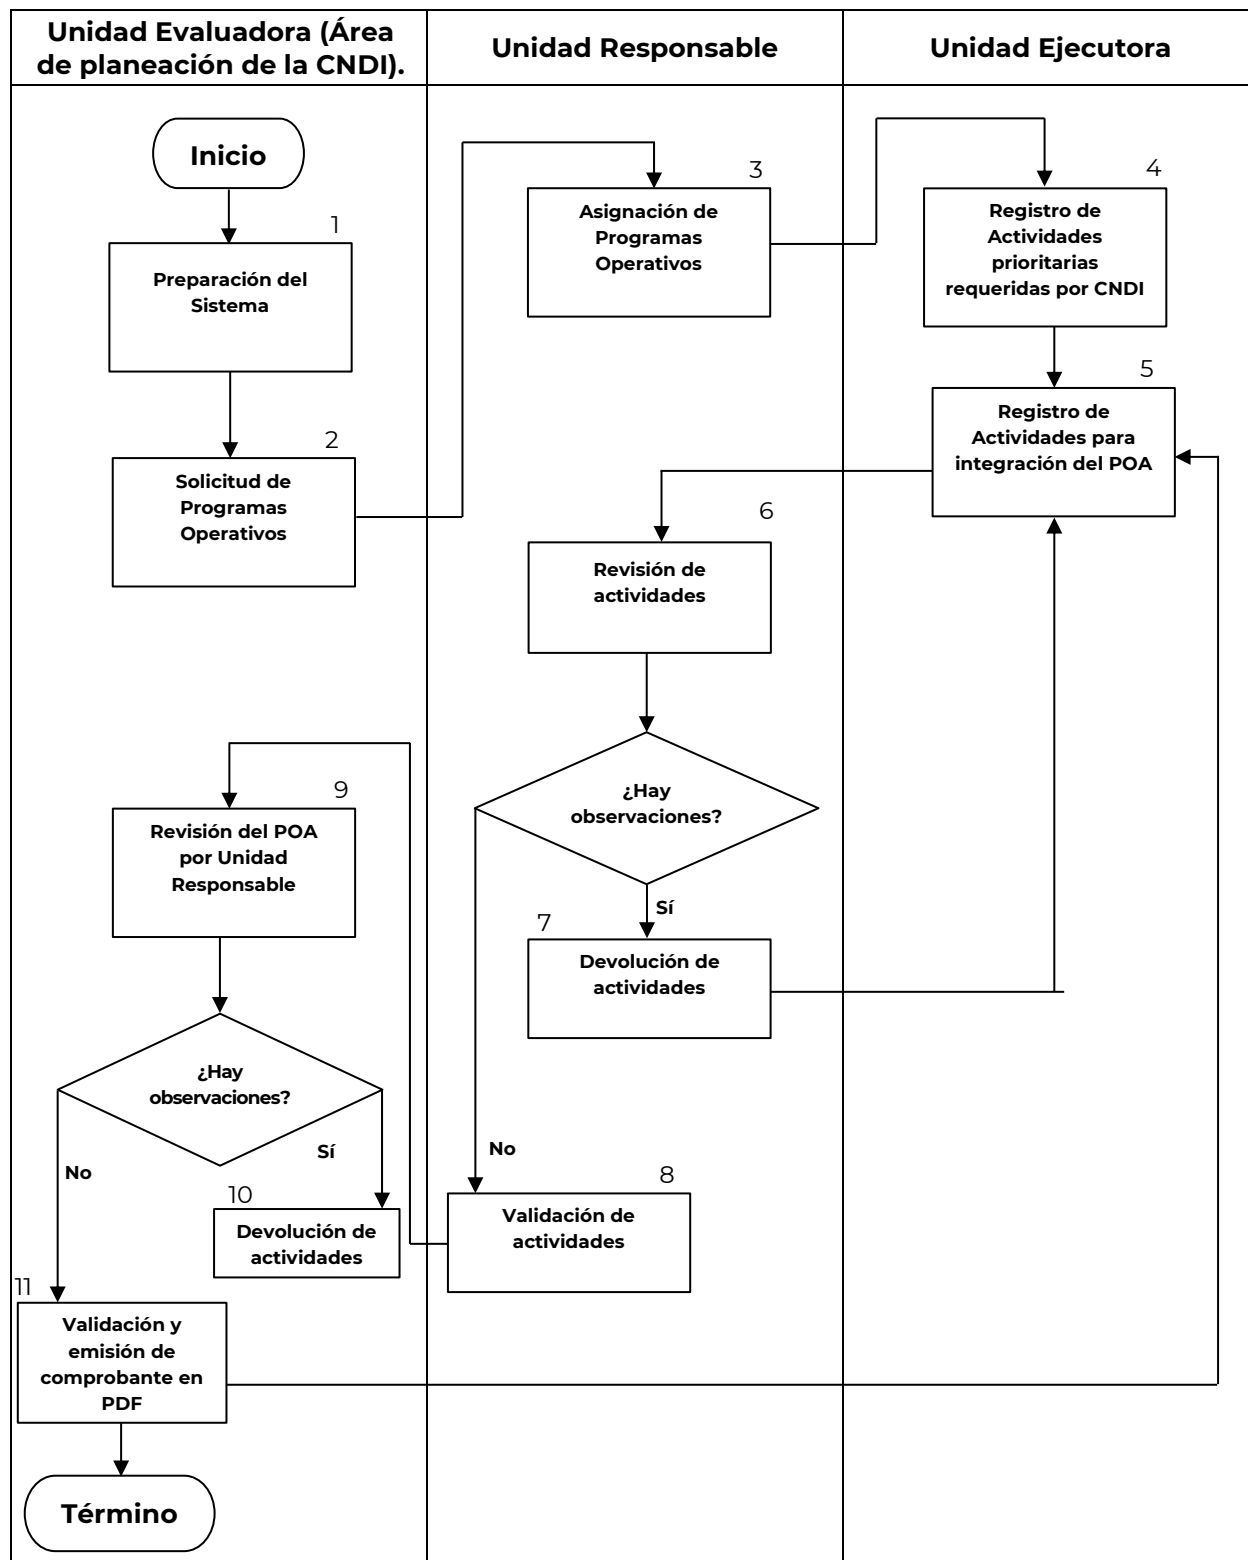 Unidad Evaluadora (Área
de planeación de la CNDI).
Unidad Responsable
Unidad Ejecutora
Inicio
1
Preparación del
Sistema
2
Solicitud de
Programas
Operativos
3
Asignación de
Programas
Operativos
4
Registro de
Actividades
prioritarias
requeridas por CNDI
5
Registro de
Actividades para
integración del POA
6
Revisión de
actividades
¿Hay
observaciones?
Sí
7
Devolución de
actividades
No
8
Validación de
actividades
9
Revisión del POA
por Unidad
Responsable
¿Hay
observaciones?
Sí
No
10
Devolución de
actividades
11
Validación y
emisión de
comprobante en
PDF
Término